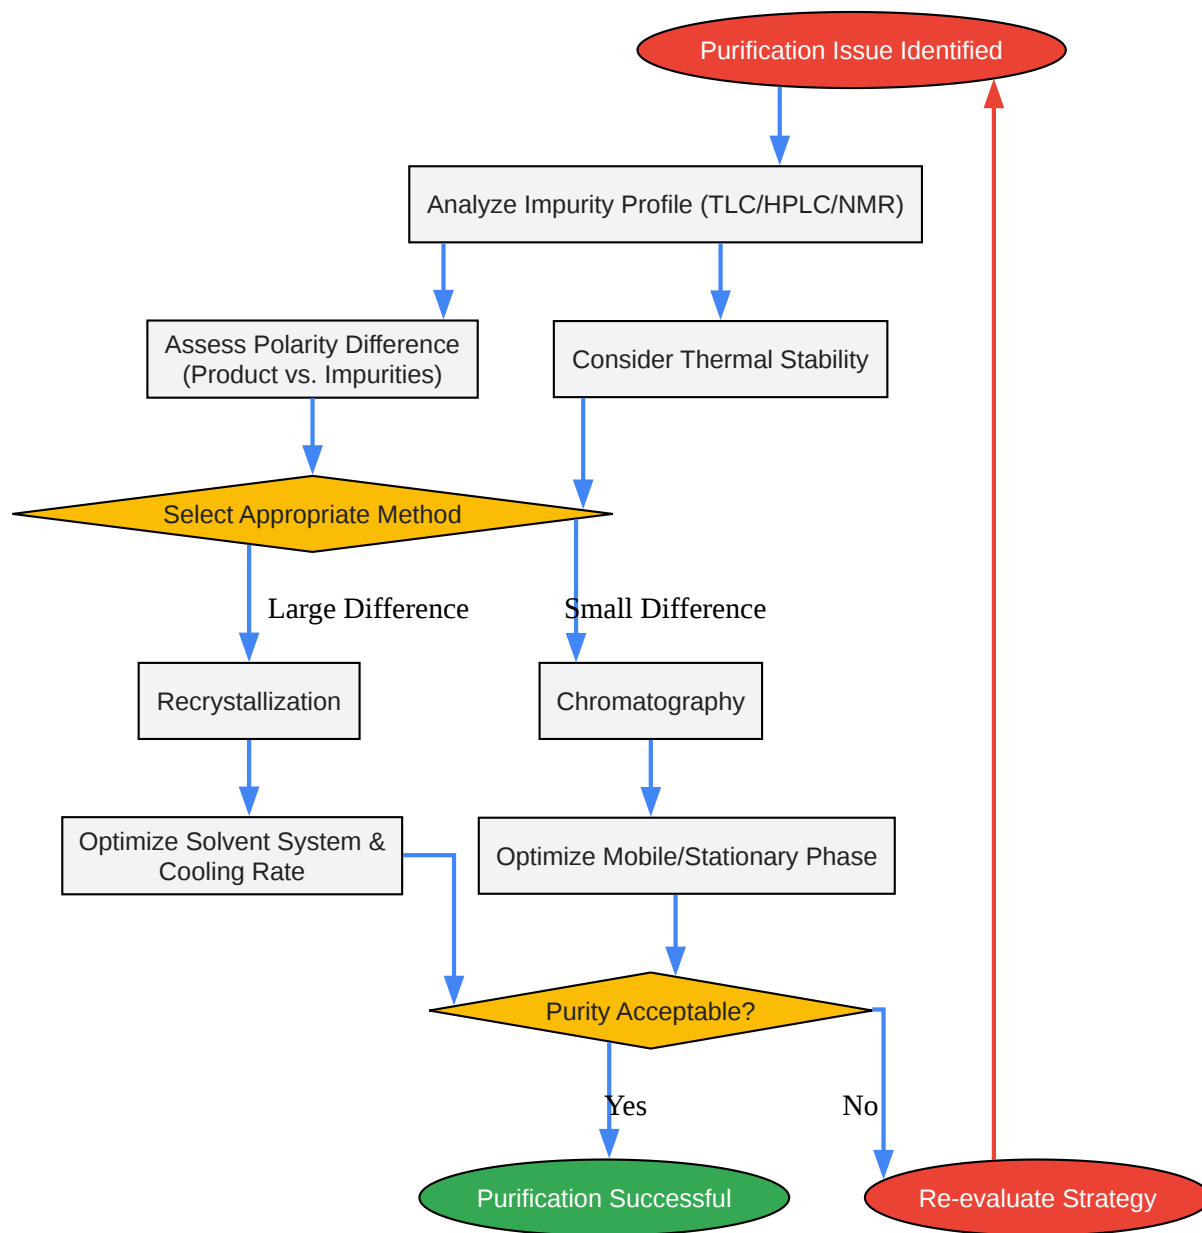 Purification Issue Identified
Analyze Impurity Profile (TLC/HPLC/NMR)
Assess Polarity Difference
(Product vs. Impurities)
Consider Thermal Stability
Select Appropriate Method
Large Difference
Small Difference
Recrystallization
Chromatography
Optimize Solvent System &
Cooling Rate
Optimize Mobile/Stationary Phase
Purity Acceptable?
Yes
No
Purification Successful
Re-evaluate Strategy